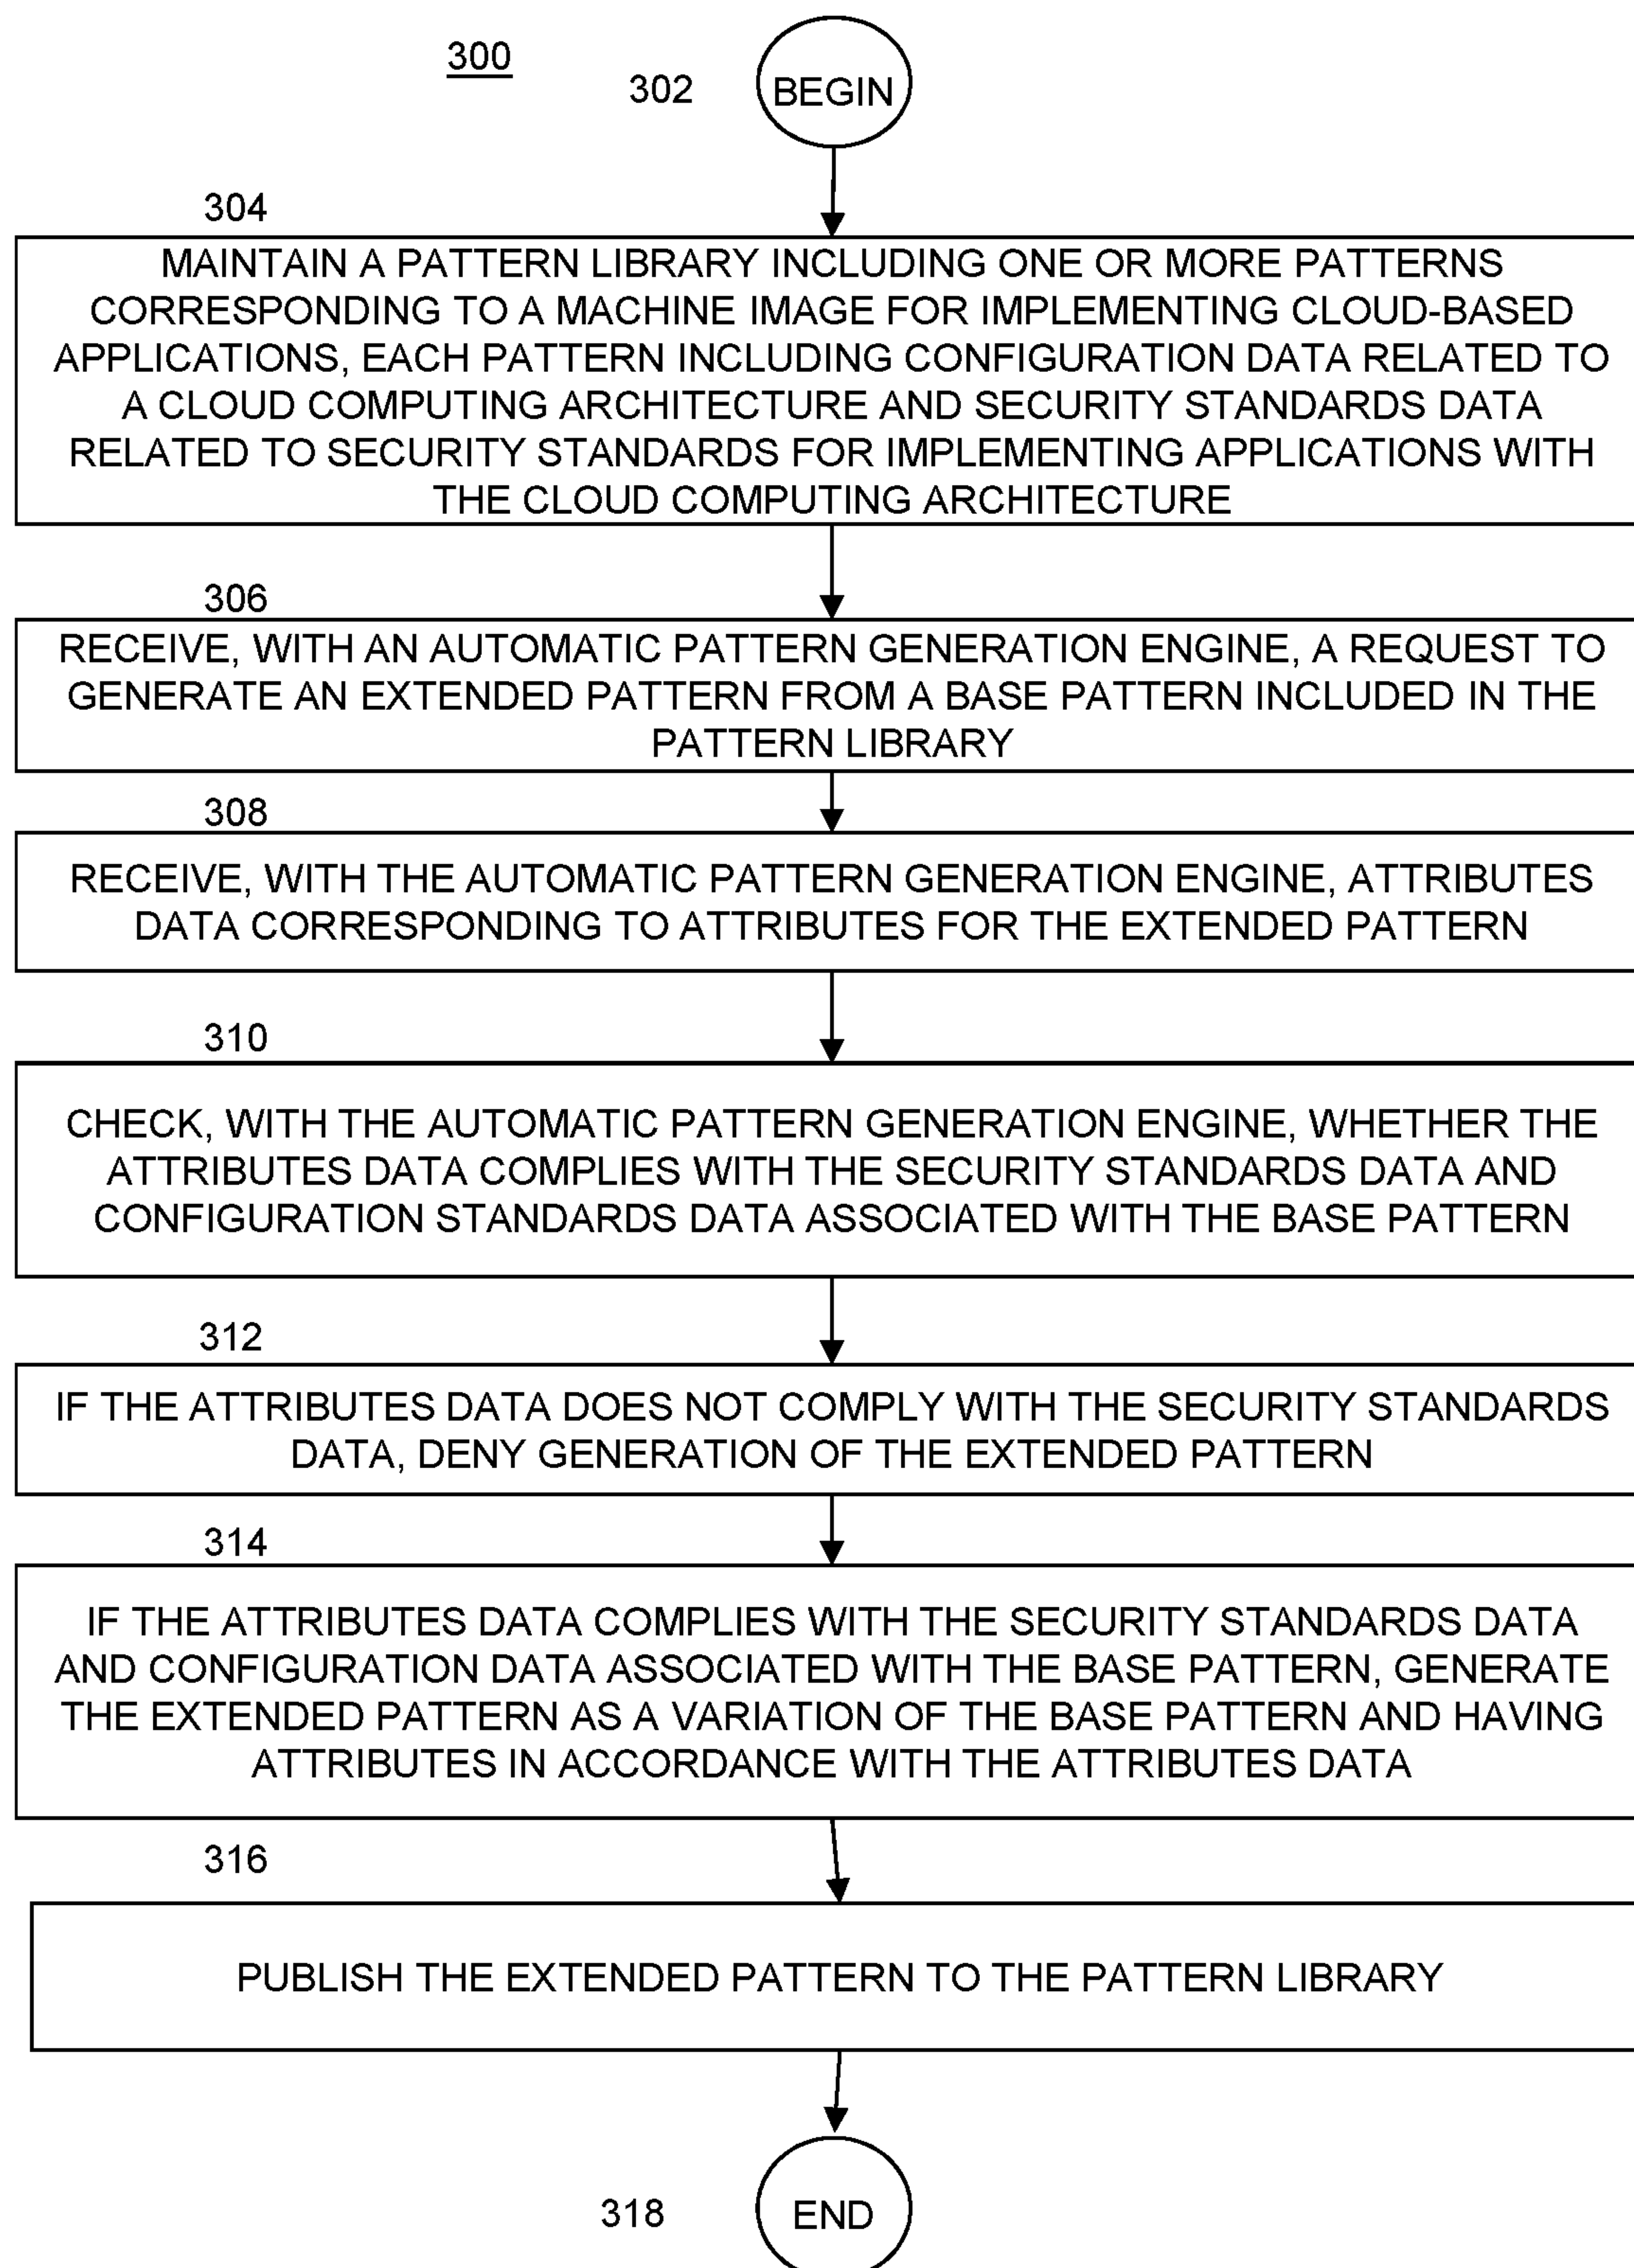 300
302
BEGIN
304
MAINTAIN A PATTERN LIBRARY INCLUDING ONE OR MORE PATTERNS
CORRESPONDING TO A MACHINE IMAGE FOR IMPLEMENTING CLOUD-BASED
APPLICATIONS, EACH PATTERN INCLUDING CONFIGURATION DATA RELATED TO
A CLOUD COMPUTING ARCHITECTURE AND SECURITY STANDARDS DATA
RELATED TO SECURITY STANDARDS FOR IMPLEMENTING APPLICATIONS WITH
THE CLOUD COMPUTING ARCHITECTURE
306
RECEIVE, WITH AN AUTOMATIC PATTERN GENERATION ENGINE, A REQUEST TO
GENERATE AN EXTENDED PATTERN FROM A BASE PATTERN INCLUDED IN THE
PATTERN LIBRARY
308
RECEIVE, WITH THE AUTOMATIC PATTERN GENERATION ENGINE, ATTRIBUTES
DATA CORRESPONDING TO ATTRIBUTES FOR THE EXTENDED PATTERN
310
CHECK, WITH THE AUTOMATIC PATTERN GENERATION ENGINE, WHETHER THE
ATTRIBUTES DATA COMPLIES WITH THE SECURITY STANDARDS DATA AND
CONFIGURATION STANDARDS DATA ASSOCIATED WITH THE BASE PATTERN
312
IF THE ATTRIBUTES DATA DOES NOT COMPLY WITH THE SECURITY STANDARDS
DATA, DENY GENERATION OF THE EXTENDED PATTERN
314
IF THE ATTRIBUTES DATA COMPLIES WITH THE SECURITY STANDARDS DATA
AND CONFIGURATION DATA ASSOCIATED WITH THE BASE PATTERN, GENERATE
THE EXTENDED PATTERN AS A VARIATION OF THE BASE PATTERN AND HAVING
ATTRIBUTES IN ACCORDANCE WITH THE ATTRIBUTES DATA
316
PUBLISH THE EXTENDED PATTERN TO THE PATTERN LIBRARY
318
END